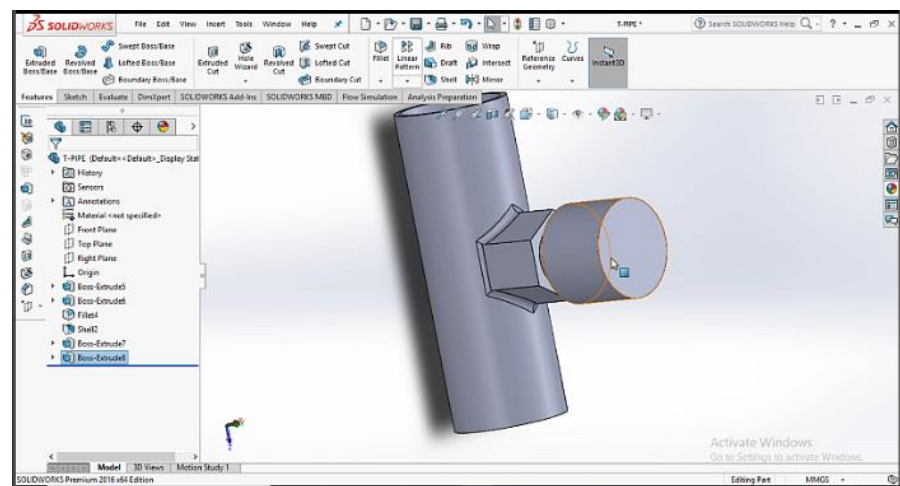 SOLIDWORKS File Edit View Insert Tools Window Help T-PIPE * Search SOLIDWORKS Help
Extruded Boss/Base
Revolved Boss/Base
Swept Boss/Base
Lofted Boss/Base
Boundary Boss/Base
Extruded Cut
Hole Wizard
Revolved Cut
Swept Cut
Lofted Cut
Boundary Cut
Fillet
Linear Pattern
Rib
Draft
Shell
Wrap
Intersect
Mirror
Reference Geometry
Curves
Instant3D
Features Sketch Evaluate DimXpert SOLIDWORKS Add-Ins SOLIDWORKS MBD Flow Simulation Analysis Preparation
T-PIPE (Default<<Default>_Display Stat
History
Sensors
Annotations
Material <not specified>
Front Plane
Top Plane
Right Plane
Origin
Boss-Extrude5
Boss-Extrude6
Fillet4
Shell2
Boss-Extrude7
Boss-Extrude8
Activate Windows
Go to Settings to activate Windows.
Model 3D Views Motion Study 1
SOLIDWORKS Premium 2016 x64 Edition Editing Part MMGS